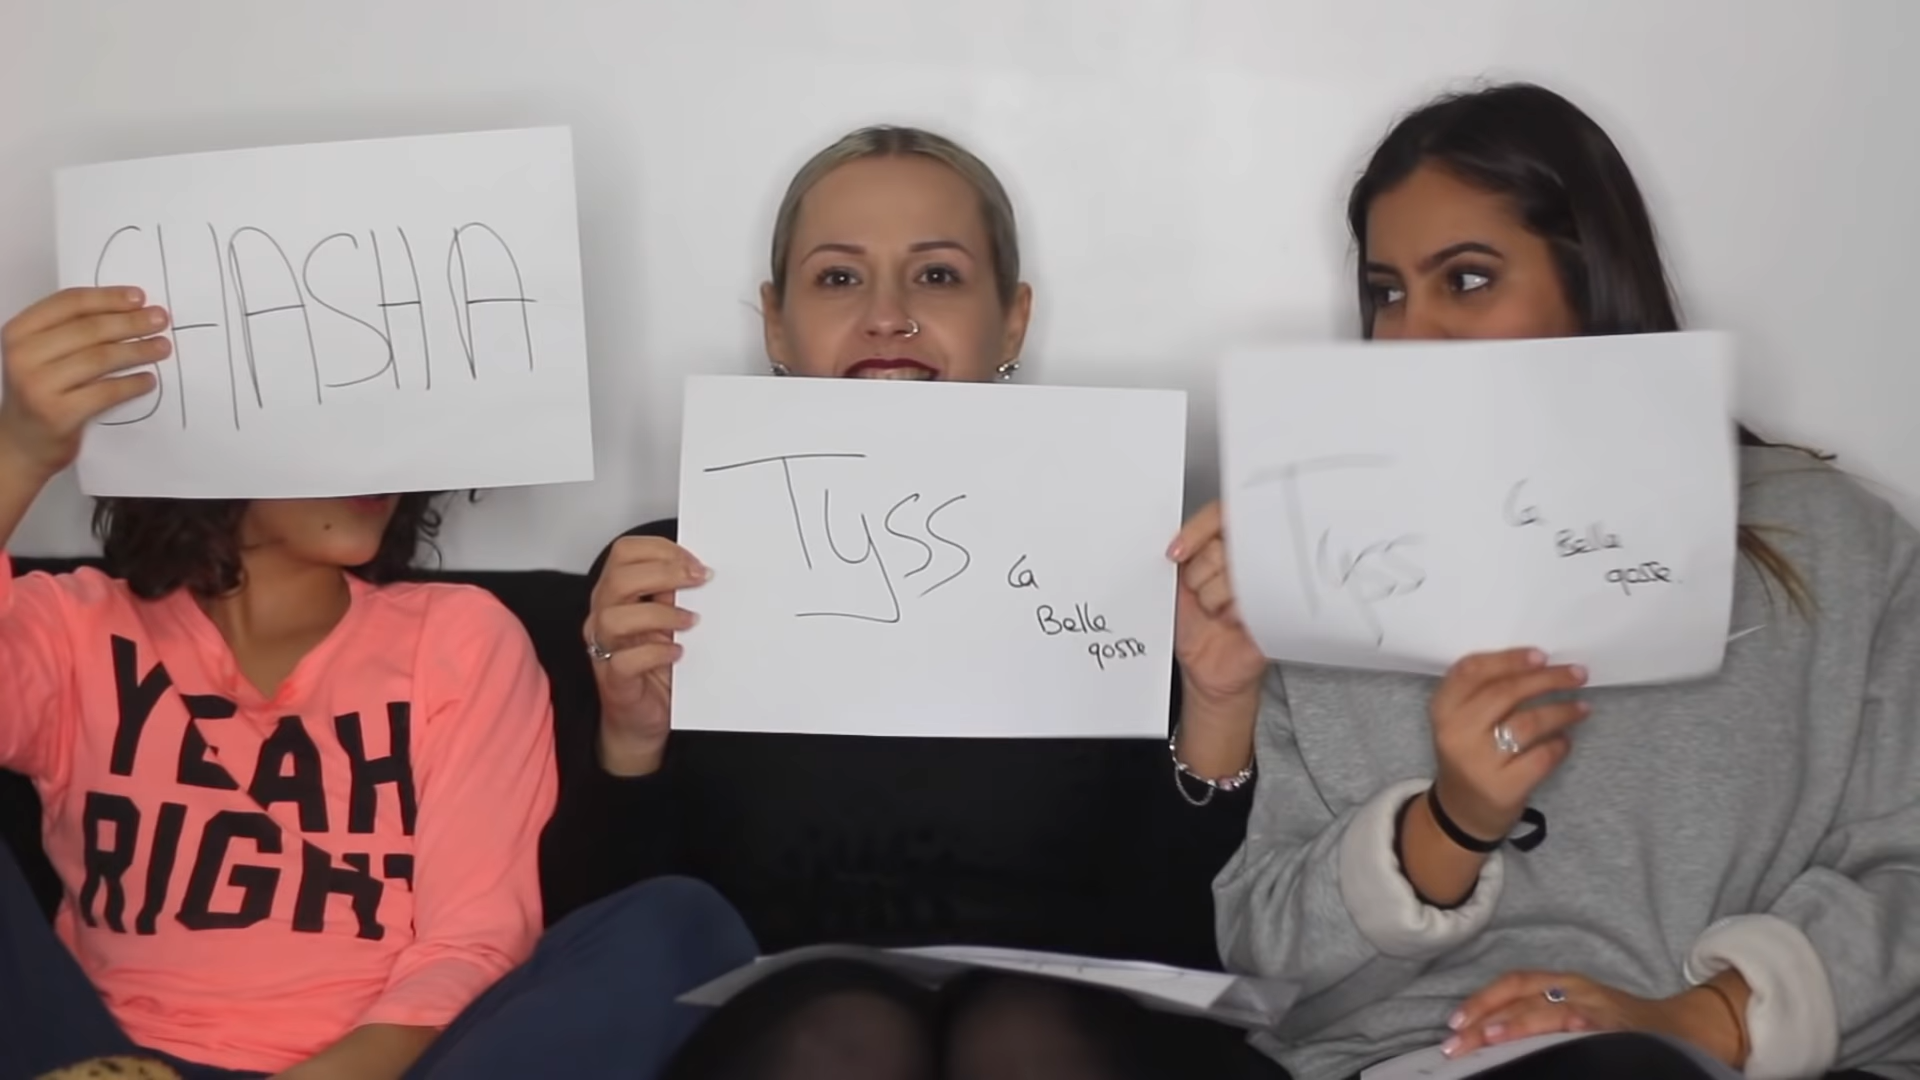 SHASHA
Tyss
La
Belle
gosse
Tyss
La
Belle
gosse.
YEAH
RIGHT